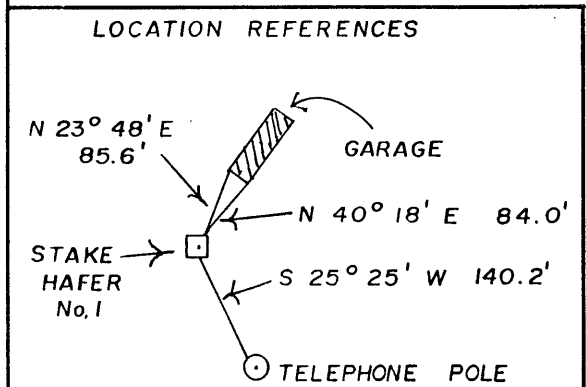 LOCATION REFERENCES
N 23° 48' E
85.6'
GARAGE
N 40° 18' E 84.0'
STAKE
HAFER
No. 1
S 25° 25' W 140.2'
TELEPHONE POLE